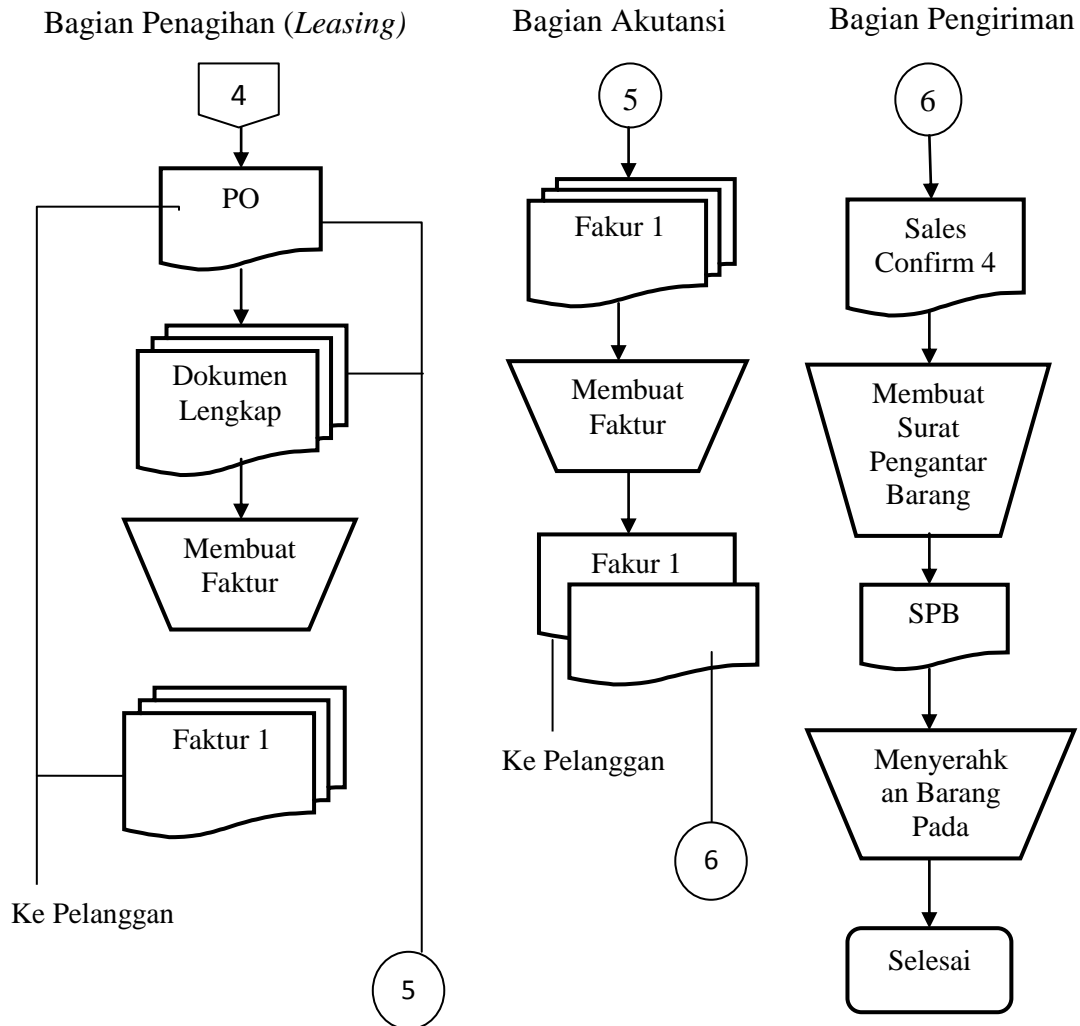 Bagian Penagihan (Leasing)
4
PO
Dokumen
Lengkap
Membuat
Faktur
Faktur 1
Ke Pelanggan
5
Bagian Akutansi
5
Fakur 1
Membuat
Faktur
Fakur 1
Ke Pelanggan
6
Bagian Pengiriman
6
Sales
Confirm 4
Membuat
Surat
Pengantar
Barang
SPB
Menyerahk
an Barang
Pada
Selesai